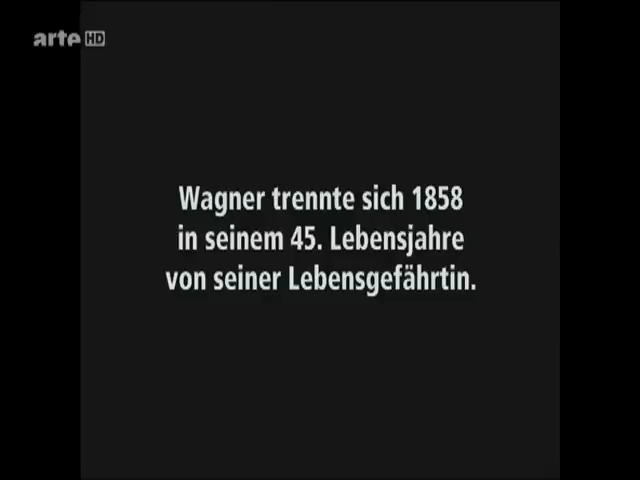 arte HD
Wagner trennte sich 1858
in seinem 45. Lebensjahre
von seiner Lebensgefährtin.